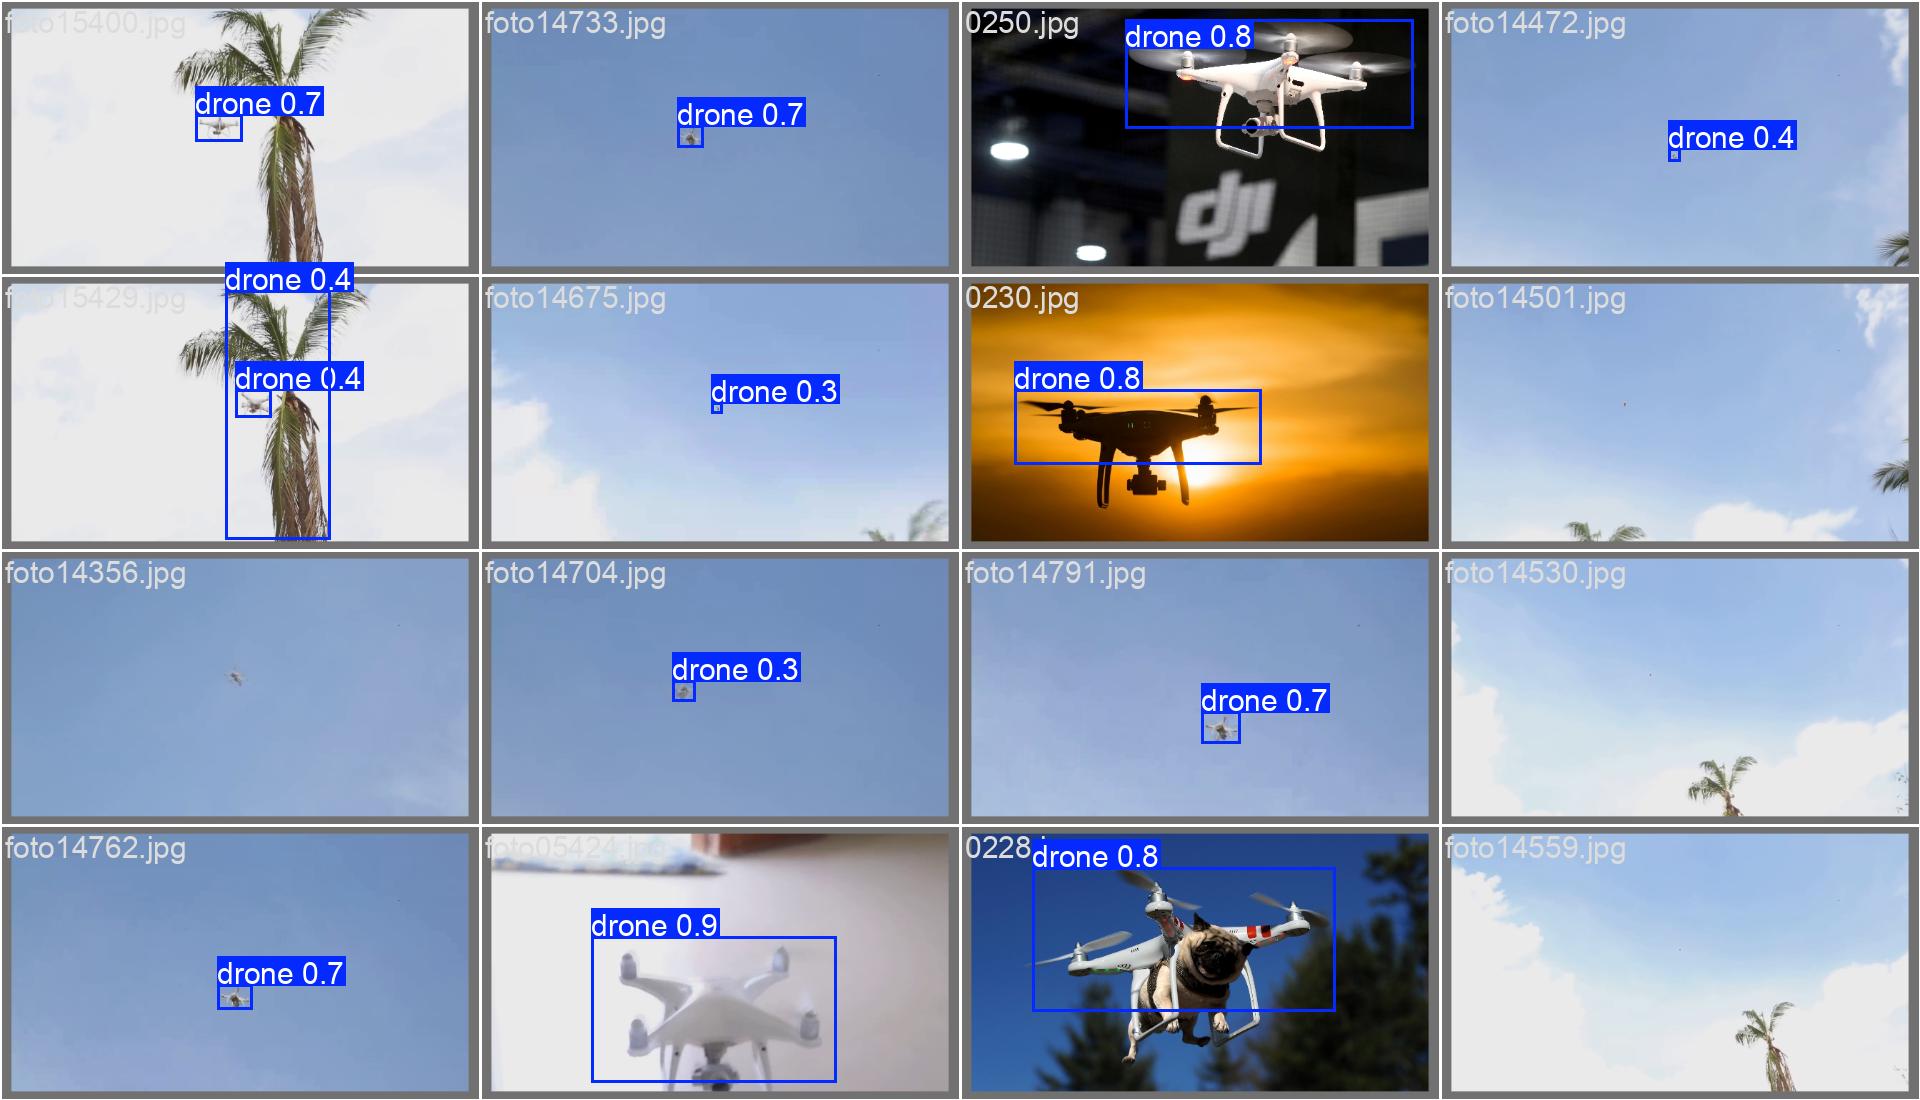 foto15400.jpg
drone 0.7
foto14733.jpg
drone 0.7
0250.jpg
drone 0.8
dji
foto14472.jpg
drone 0.4
foto15429.jpg
drone 0.4
drone 0.4
foto14675.jpg
drone 0.3
0230.jpg
drone 0.8
foto14501.jpg
foto14356.jpg
foto14704.jpg
drone 0.3
foto14791.jpg
drone 0.7
foto14530.jpg
foto14762.jpg
drone 0.7
foto05424.jpg
drone 0.9
0228.jpg
drone 0.8
foto14559.jpg